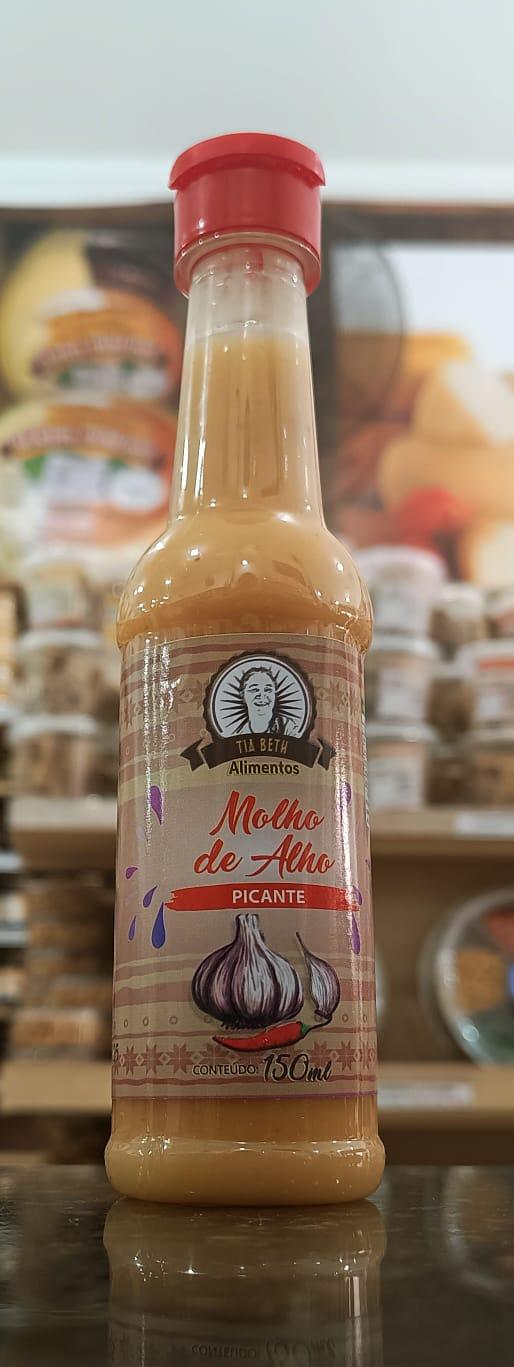 TIA BETH
Alimentos
Molho
de Alho
PICANTE
CONTEÚDO: 150ml